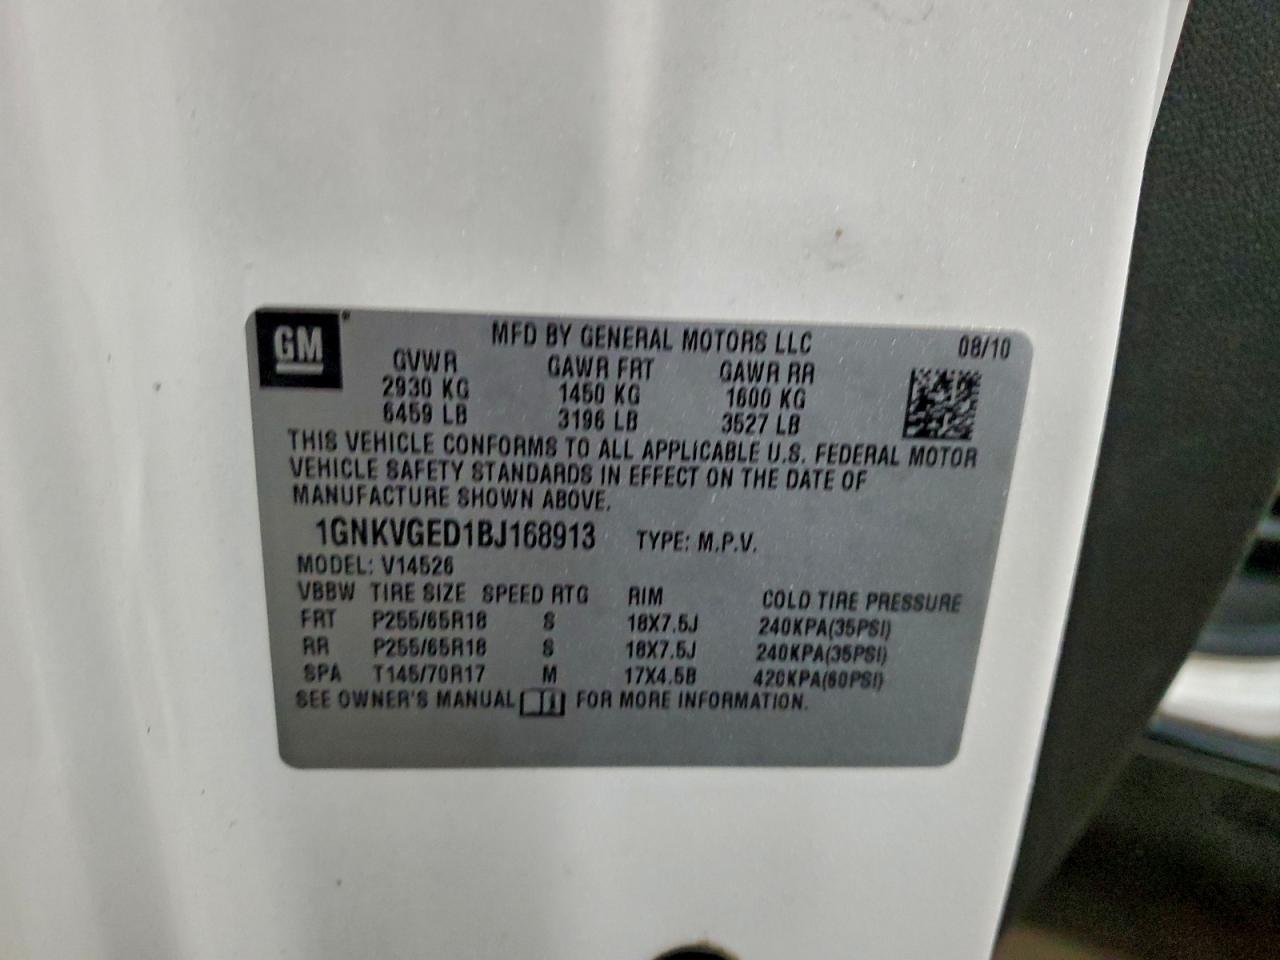 GM
MFD BY GENERAL MOTORS LLC 08/10
GVWR GAWR FRT GAWR RR
2930 KG 1450 KG 1600 KG
6459 LB 3196 LB 3527 LB
THIS VEHICLE CONFORMS TO ALL APPLICABLE U.S. FEDERAL MOTOR
VEHICLE SAFETY STANDARDS IN EFFECT ON THE DATE OF
MANUFACTURE SHOWN ABOVE.
1GNKVGED1BJ168913 TYPE: M.P.V.
MODEL: V14526
VBBW TIRE SIZE SPEED RTG RIM COLD TIRE PRESSURE
FRT P255/65R18 S 18X7.5J 240KPA(35PSI)
RR P255/65R18 S 18X7.5J 240KPA(35PSI)
SPA T145/70R17 M 17X4.5B 420KPA(60PSI)
SEE OWNER'S MANUAL FOR MORE INFORMATION.